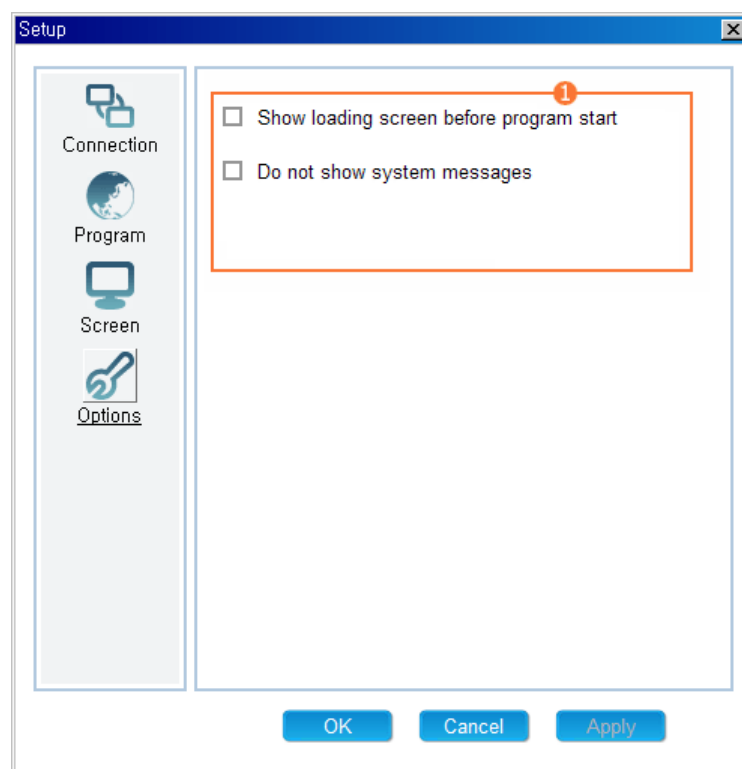 Setup
Connection
Program
Screen
Options
1
Show loading screen before program start
Do not show system messages
OK
Cancel
Apply